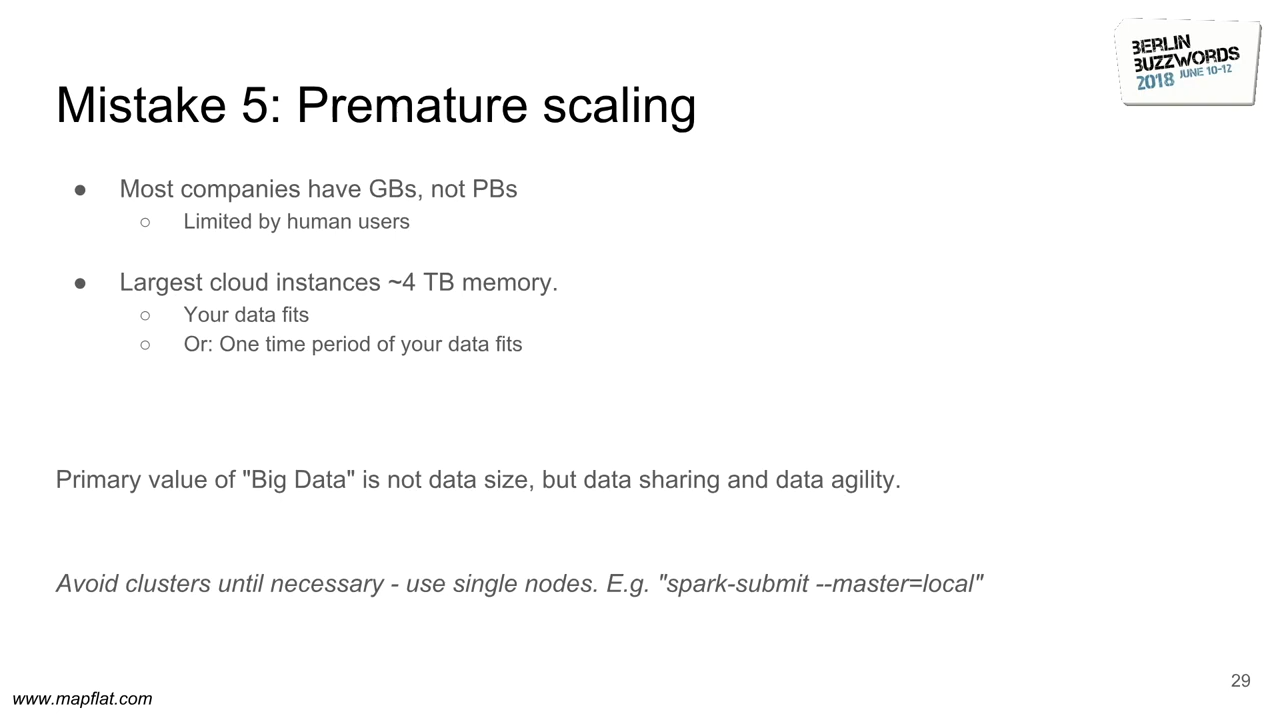 BERLIN
BUZZWORDS
2018 JUNE 10-12
Mistake 5: Premature scaling
● Most companies have GBs, not PBs
○ Limited by human users
● Largest cloud instances ~4 TB memory.
○ Your data fits
○ Or: One time period of your data fits
Primary value of "Big Data" is not data size, but data sharing and data agility.
Avoid clusters until necessary - use single nodes. E.g. "spark-submit --master=local"
29
www.mapflat.com